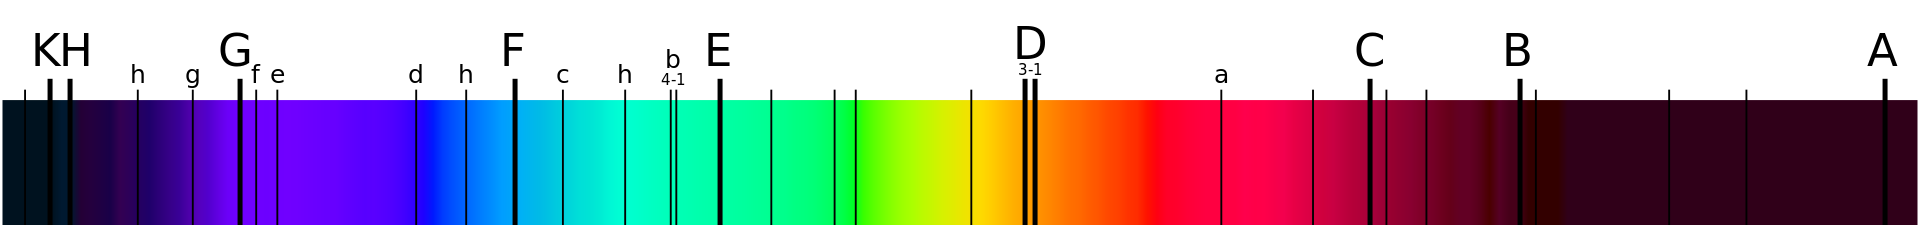 K H G F E D C B A
h g f e d h c h b 4-1 3-1 a